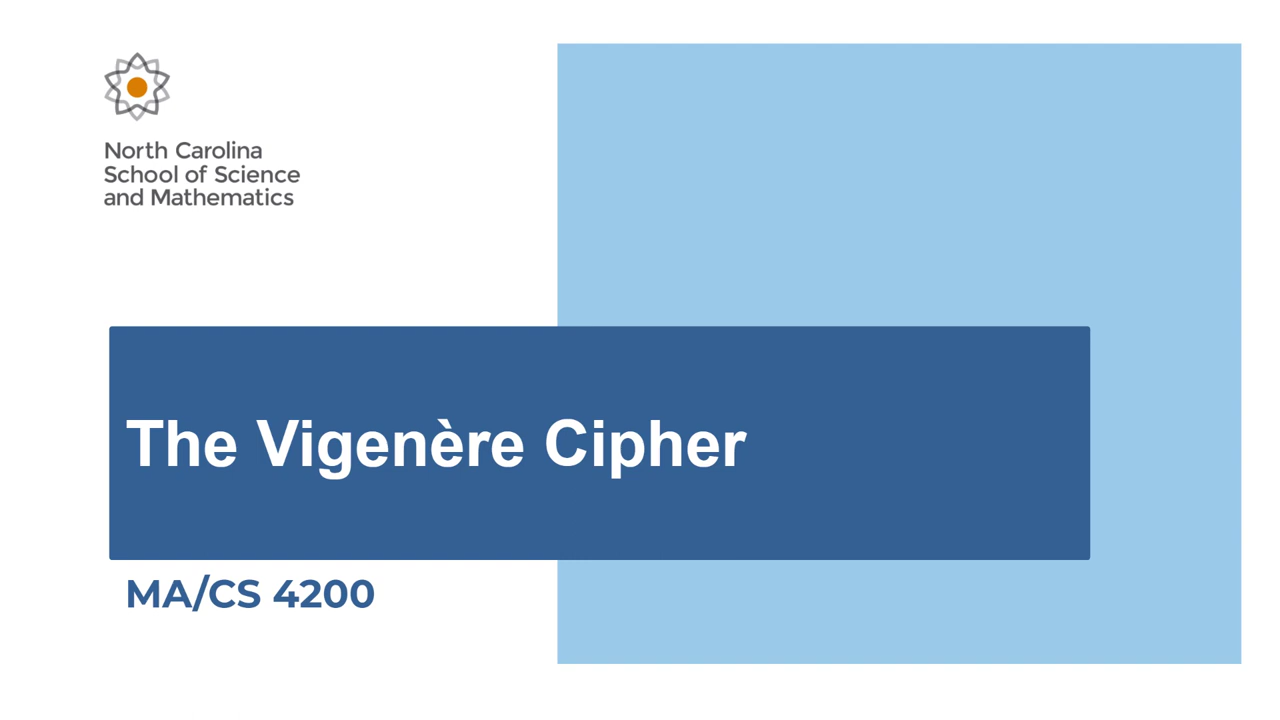 North Carolina
School of Science
and Mathematics
The Vigenère Cipher
MA/CS 4200